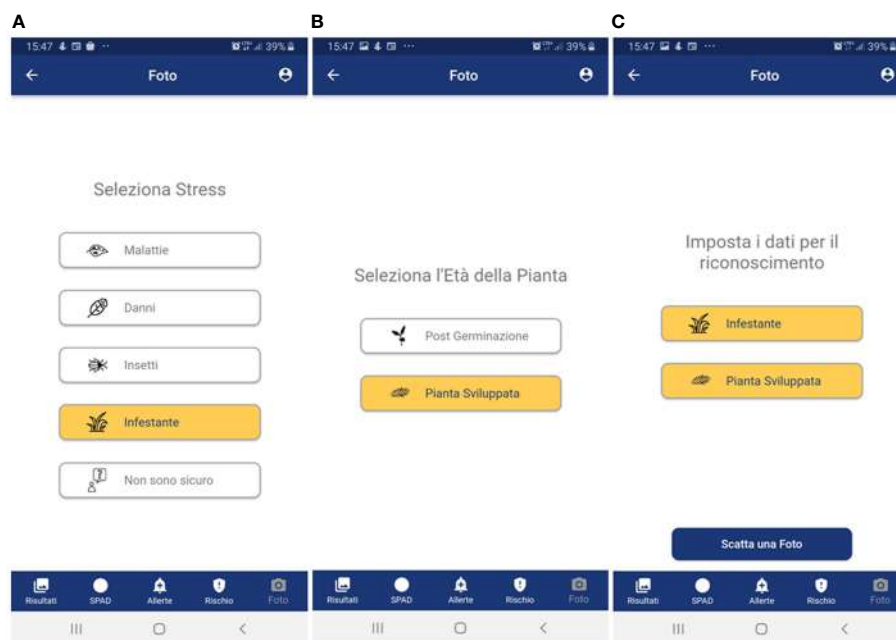 A
B
C
15:47
39%
15:47
39%
15:47
39%
Foto
Foto
Foto
Seleziona Stress
Malattie
Danni
Insetti
Infestante
Non sono sicuro
Seleziona l'Età della Pianta
Post Germinazione
Pianta Sviluppata
Imposta i dati per il
riconoscimento
Infestante
Pianta Sviluppata
Scatta una Foto
Risultati SPAD Allerte Rischio Foto
Risultati SPAD Allerte Rischio Foto
Risultati SPAD Allerte Rischio Foto